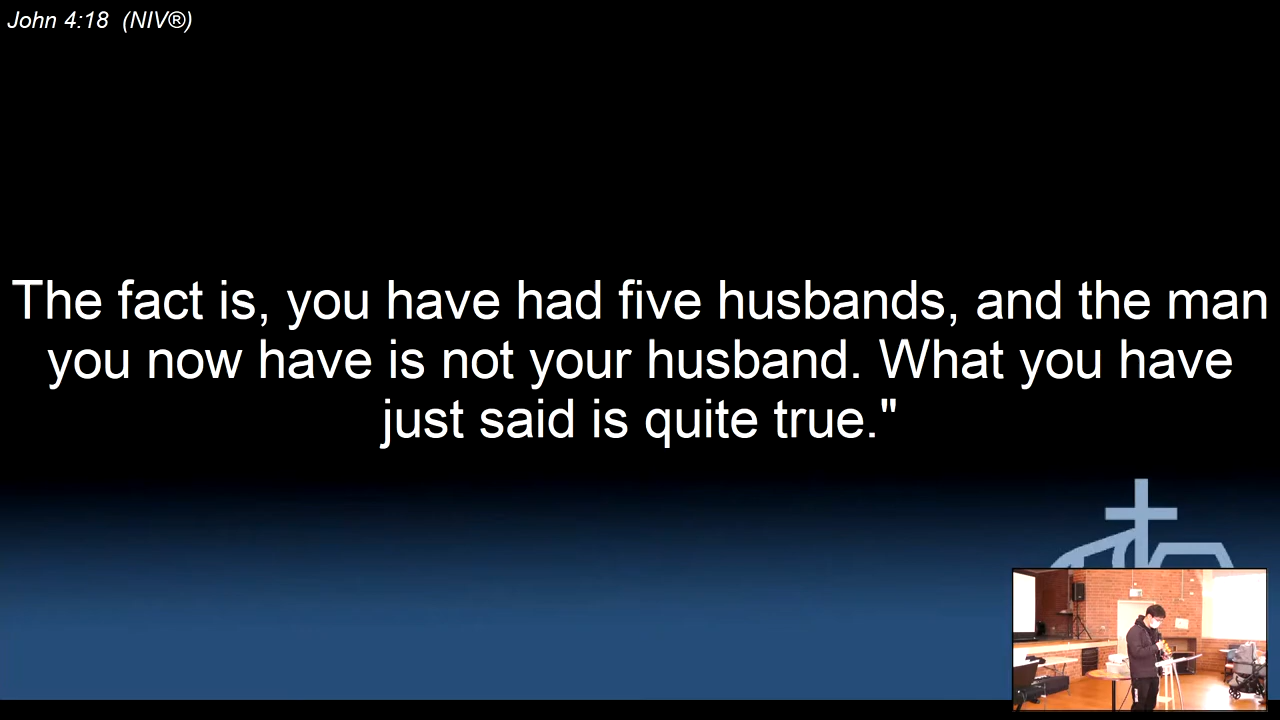 John 4:18  (NIV®)
The fact is, you have had five husbands, and the man
you now have is not your husband. What you have
just said is quite true."